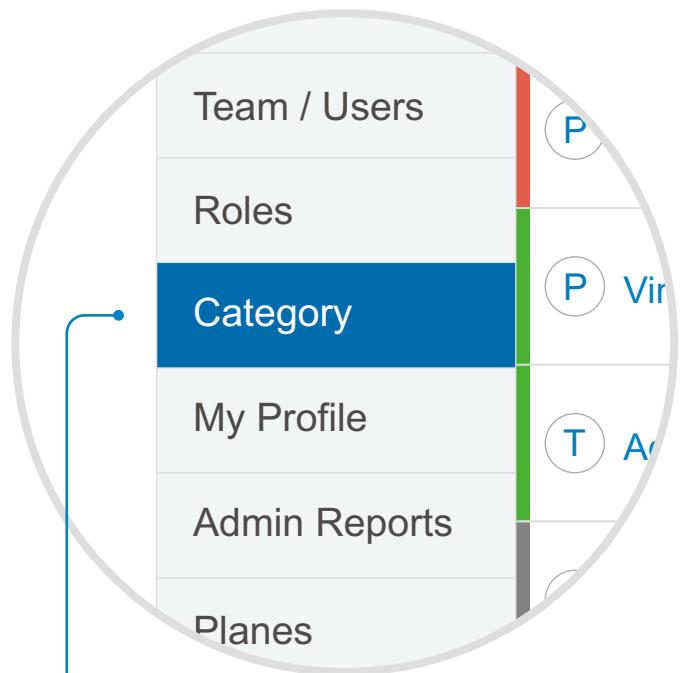 Team / Users
P
Roles
Category
P
My Profile
T
Admin Reports
Planes